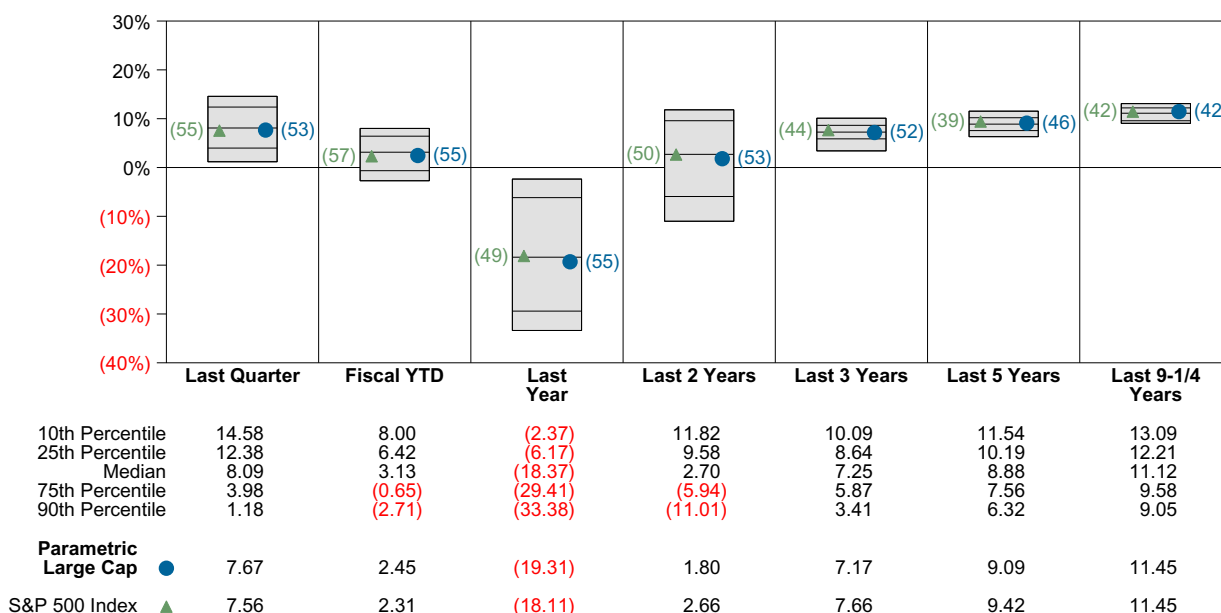 30%
20%
10%
0%
(10%)
(20%)
(30%)
(40%)
(55) (53)
(57) (55)
(49) (55)
(50) (53)
(44) (52)
(39) (46)
(42) (42
Last Quarter Fiscal YTD Last Year Last 2 Years Last 3 Years Last 5 Years Last 9-1/4 Years
10th Percentile 14.58 8.00 (2.37) 11.82 10.09 11.54 13.09
25th Percentile 12.38 6.42 (6.17) 9.58 8.64 10.19 12.21
Median 8.09 3.13 (18.37) 2.70 7.25 8.88 11.12
75th Percentile 3.98 (0.65) (29.41) (5.94) 5.87 7.56 9.58
90th Percentile 1.18 (2.71) (33.38) (11.01) 3.41 6.32 9.05
Parametric
Large Cap 7.67 2.45 (19.31) 1.80 7.17 9.09 11.45
S&P 500 Index 7.56 2.31 (18.11) 2.66 7.66 9.42 11.45